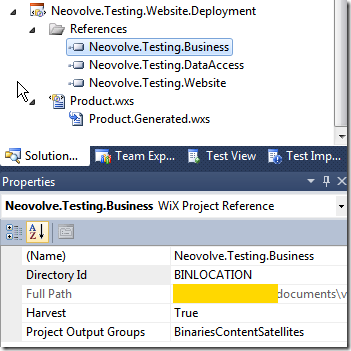 Neovolve.Testing.Website.Deployment
References
Neovolve.Testing.Business
Neovolve.Testing.DataAccess
Neovolve.Testing.Website
Product.wxs
Product.Generated.wxs
Solution... Team Exp... Test View Test Imp...
Properties
Neovolve.Testing.Business WiX Project Reference
(Name) Neovolve.Testing.Business
Directory Id BINLOCATION
Full Path documents\v
Harvest True
Project Output Groups BinariesContentSatellites